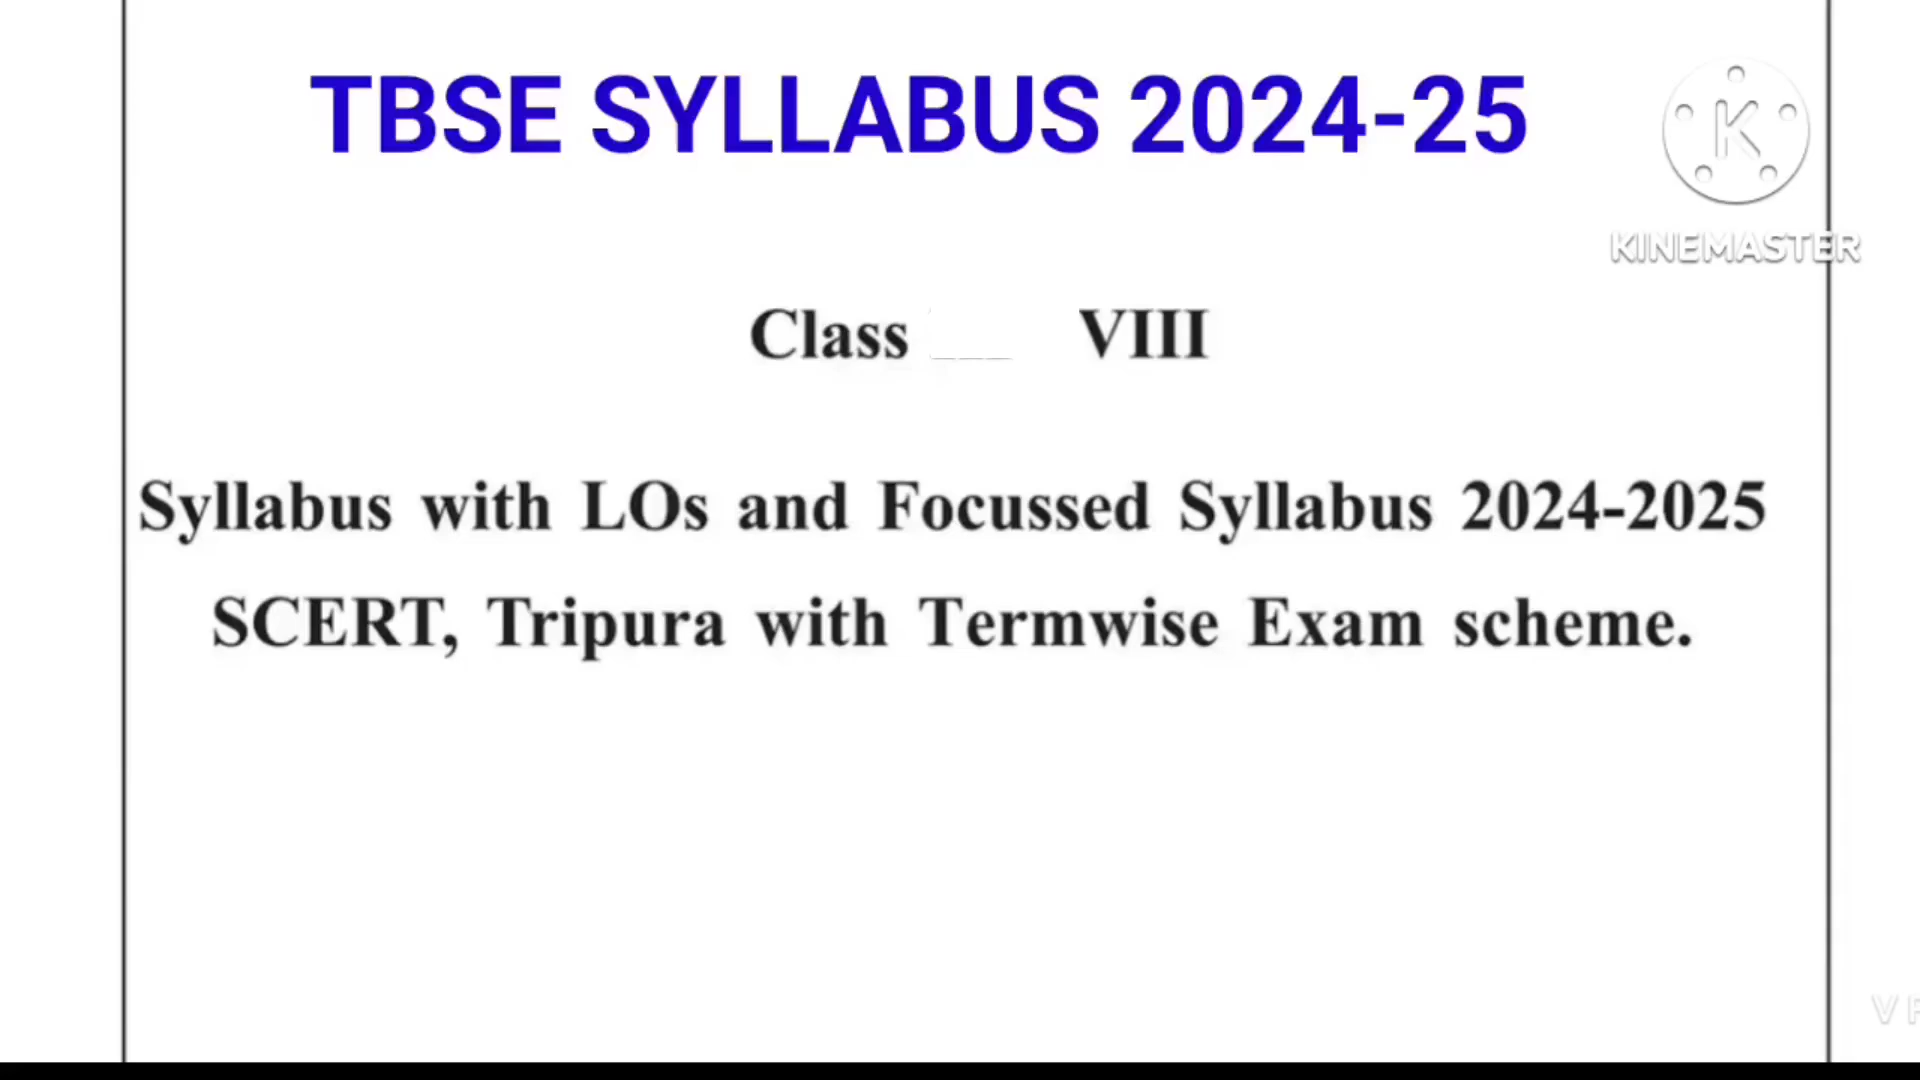 TBSE SYLLABUS 2024-25
K
KINEMASTER
Class VIII
Syllabus with LOs and Focussed Syllabus 2024-2025
SCERT, Tripura with Termwise Exam scheme.